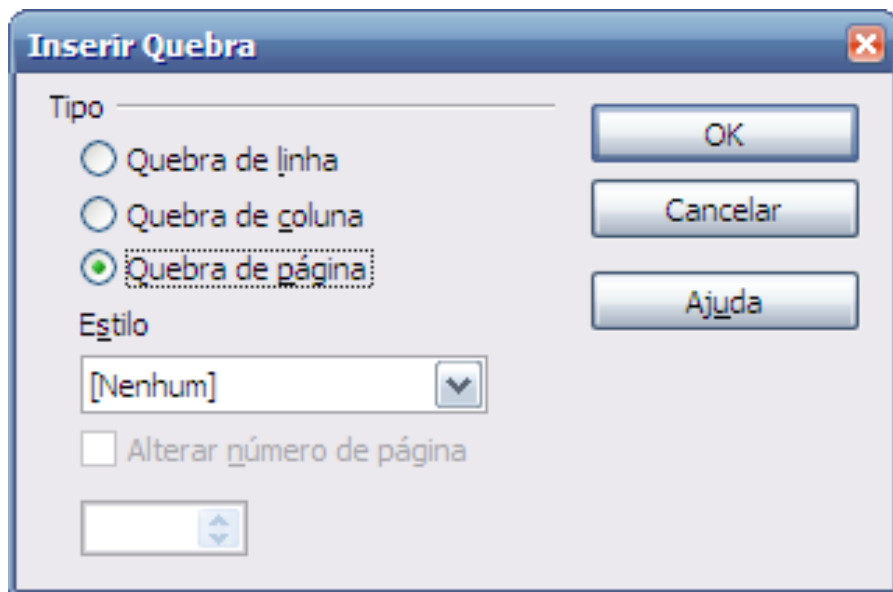 Inserir Quebra
Tipo
Quebra de linha
Quebra de coluna
Quebra de página
Estilo
[Nenhum]
Alterar número de página
OK
Cancelar
Ajuda